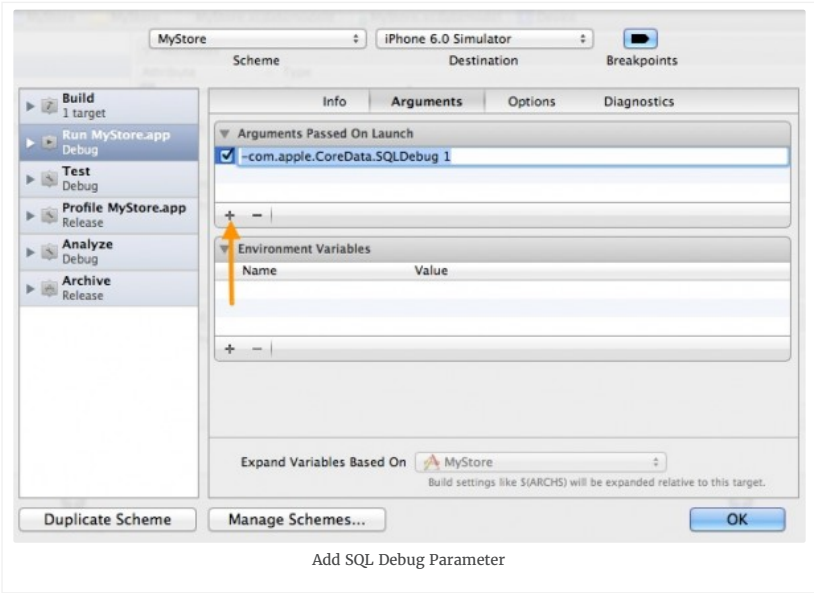 MyStore
iPhone 6.0 Simulator
Scheme
Destination
Breakpoints
Build
1 target
Run MyStore.app
Debug
Test
Debug
Profile MyStore.app
Release
Analyze
Debug
Archive
Release
Info
Arguments
Options
Diagnostics
Arguments Passed On Launch
-com.apple.CoreData.SQLDebug 1
+ −
Environment Variables
Name
Value
+ −
Expand Variables Based On
MyStore
Build settings like $(ARCHS) will be expanded relative to this target.
Duplicate Scheme
Manage Schemes...
OK
Add SQL Debug Parameter